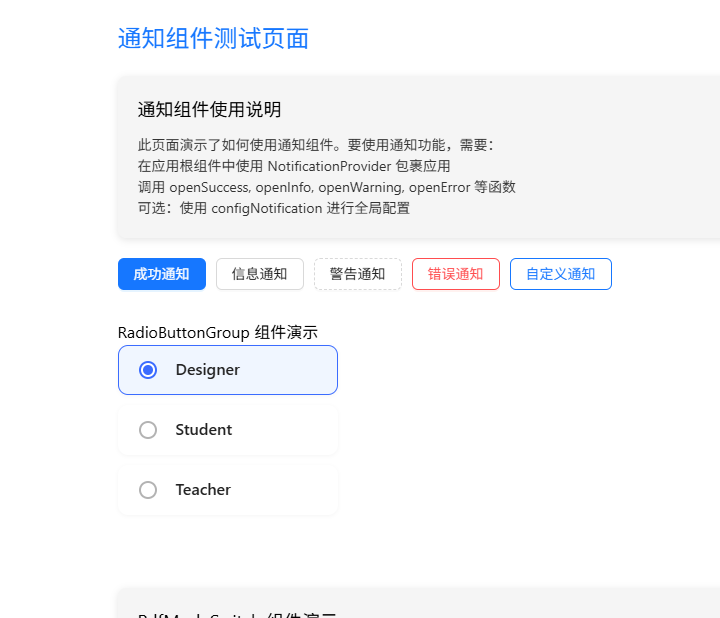 通知组件测试页面
通知组件使用说明
此页面演示了如何使用通知组件。要使用通知功能，需要：
在应用根组件中使用 NotificationProvider 包裹应用
调用 openSuccess, openInfo, openWarning, openError 等函数
可选：使用 configNotification 进行全局配置
成功通知 信息通知 警告通知 错误通知 自定义通知
RadioButtonGroup 组件演示
Designer
Student
Teacher